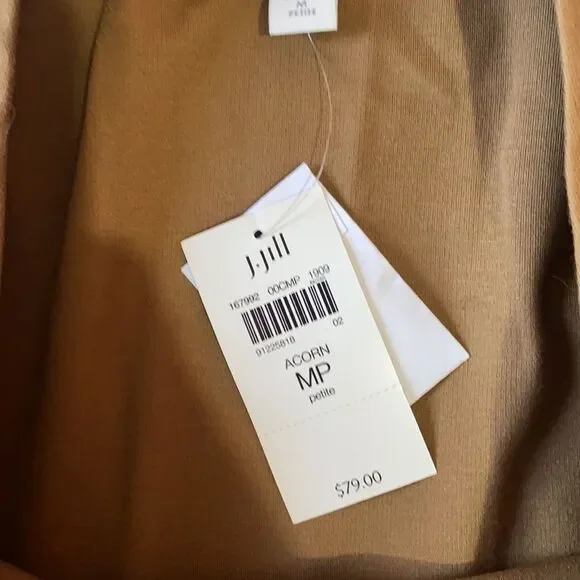 M
PETITE
J.Jill
167992 00CMP 1909
91225818 02
ACORN
MP
petite
$79.00